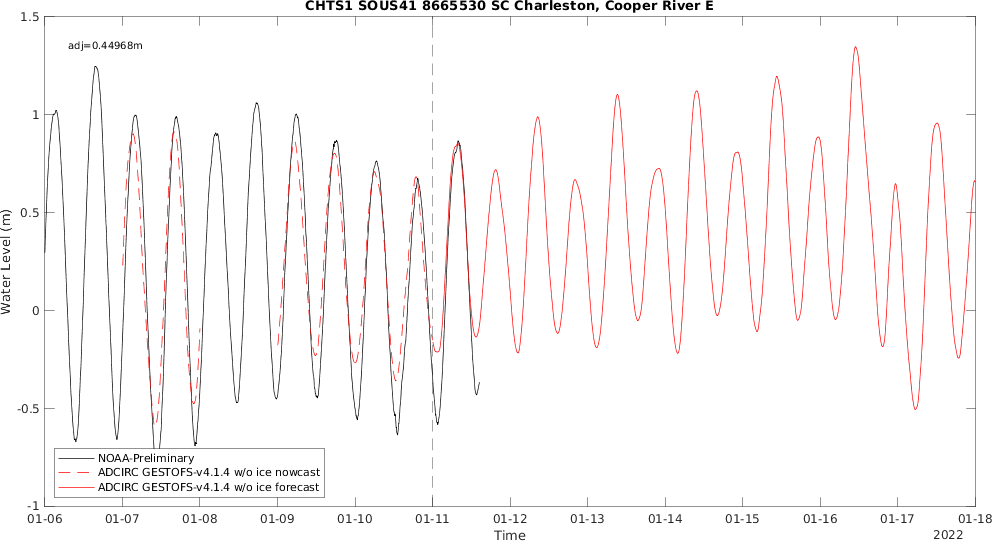 CHTS1 SOUS41 8665530 SC Charleston, Cooper River E
adj=0.44968m
Water Level (m)
1.5
1
0.5
0
-0.5
-1
NOAA-Preliminary
ADCIRC GESTOFS-v4.1.4 w/o ice nowcast
ADCIRC GESTOFS-v4.1.4 w/o ice forecast
01-06 01-07 01-08 01-09 01-10 01-11 01-12 01-13 01-14 01-15 01-16 01-17 01-18
Time
2022